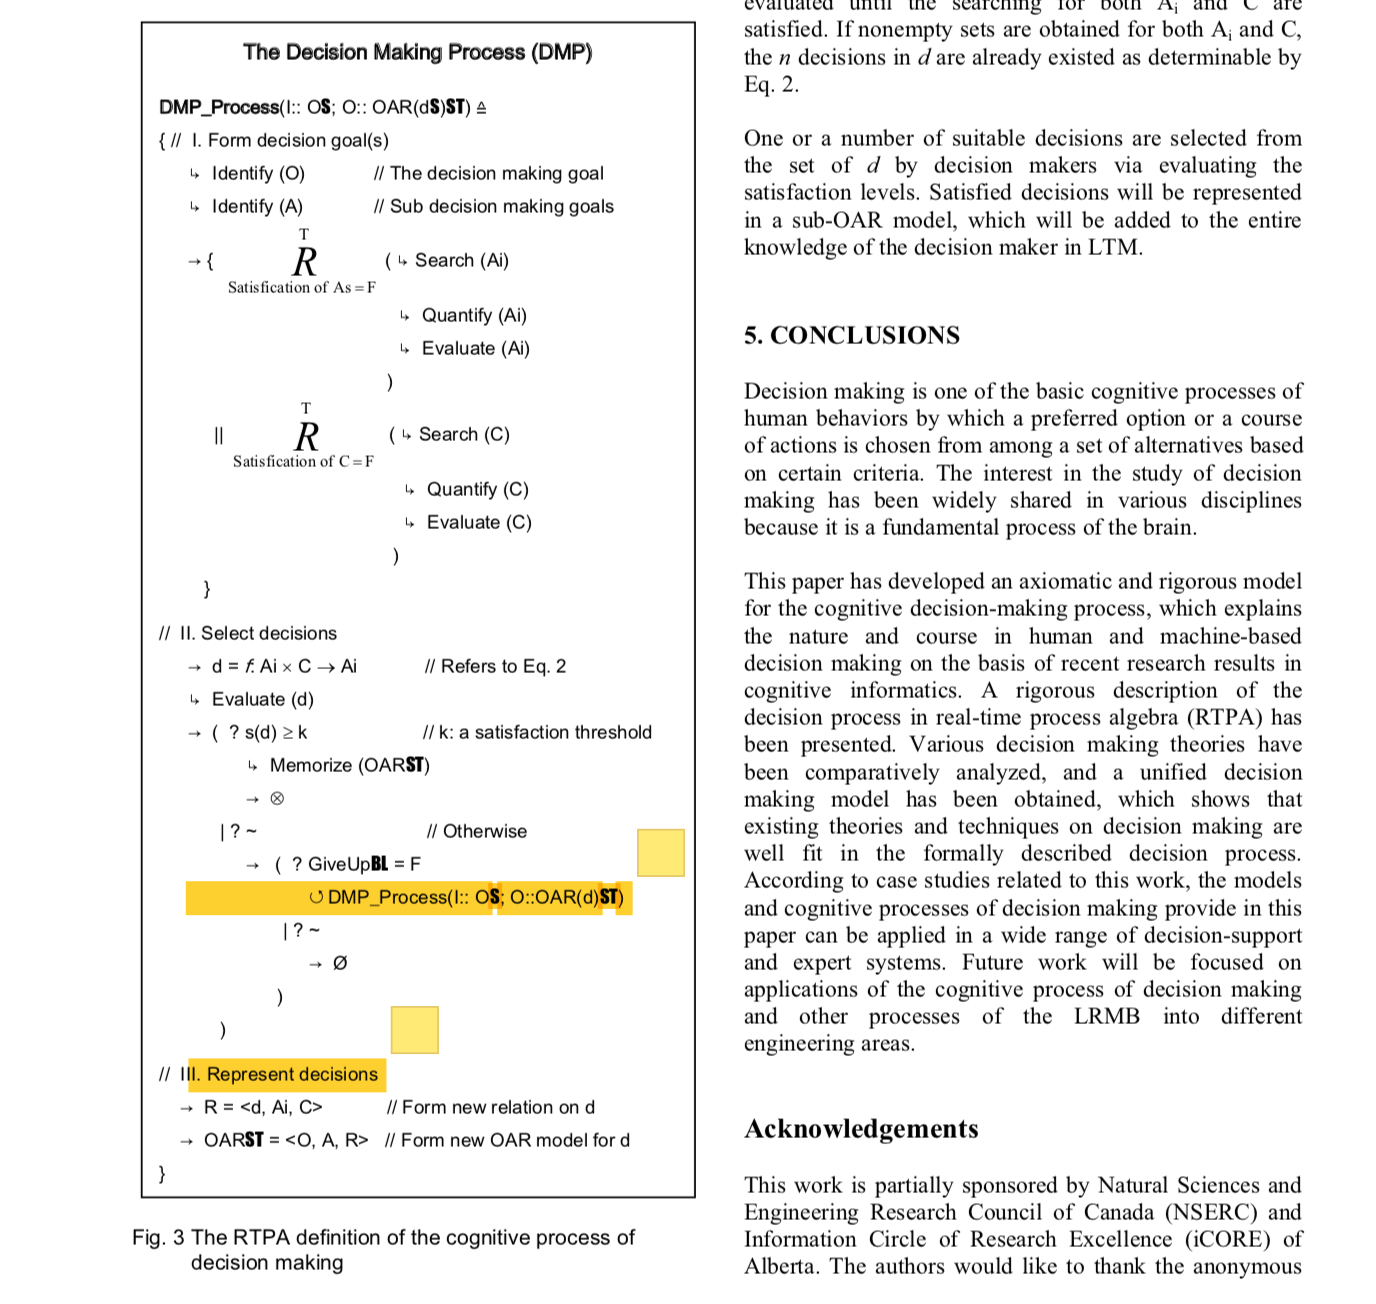 The Decision Making Process (DMP)
DMP_Process(I:: OS; O:: OAR(dS)ST) ≙
{ // I. Form decision goal(s)
↳ Identify (O) // The decision making goal
↳ Identify (A) // Sub decision making goals
T
→ { R ( ↳ Search (Ai)
Satisfication of As = F
↳ Quantify (Ai)
↳ Evaluate (Ai)
)
T
|| R ( ↳ Search (C)
Satisfication of C = F
↳ Quantify (C)
↳ Evaluate (C)
)
}
// II. Select decisions
→ d = f: Ai × C → Ai // Refers to Eq. 2
↳ Evaluate (d)
→ ( ? s(d) ≥ k // k: a satisfaction threshold
↳ Memorize (OARST)
→ ⊗
| ? ~ // Otherwise
→ ( ? GiveUpBL = F
↺ DMP_Process(I:: OS; O::OAR(d)ST)
| ? ~
→ Ø
)
)
// III. Represent decisions
→ R = <d, Ai, C> // Form new relation on d
→ OARST = <O, A, R> // Form new OAR model for d
}
Fig. 3 The RTPA definition of the cognitive process of
decision making
evaluated until the searching for both Ai and C are
satisfied. If nonempty sets are obtained for both Ai and C,
the n decisions in d are already existed as determinable by
Eq. 2.
One or a number of suitable decisions are selected from
the set of d by decision makers via evaluating the
satisfaction levels. Satisfied decisions will be represented
in a sub-OAR model, which will be added to the entire
knowledge of the decision maker in LTM.
5. CONCLUSIONS
Decision making is one of the basic cognitive processes of
human behaviors by which a preferred option or a course
of actions is chosen from among a set of alternatives based
on certain criteria. The interest in the study of decision
making has been widely shared in various disciplines
because it is a fundamental process of the brain.
This paper has developed an axiomatic and rigorous model
for the cognitive decision-making process, which explains
the nature and course in human and machine-based
decision making on the basis of recent research results in
cognitive informatics. A rigorous description of the
decision process in real-time process algebra (RTPA) has
been presented. Various decision making theories have
been comparatively analyzed, and a unified decision
making model has been obtained, which shows that
existing theories and techniques on decision making are
well fit in the formally described decision process.
According to case studies related to this work, the models
and cognitive processes of decision making provide in this
paper can be applied in a wide range of decision-support
and expert systems. Future work will be focused on
applications of the cognitive process of decision making
and other processes of the LRMB into different
engineering areas.
Acknowledgements
This work is partially sponsored by Natural Sciences and
Engineering Research Council of Canada (NSERC) and
Information Circle of Research Excellence (iCORE) of
Alberta. The authors would like to thank the anonymous